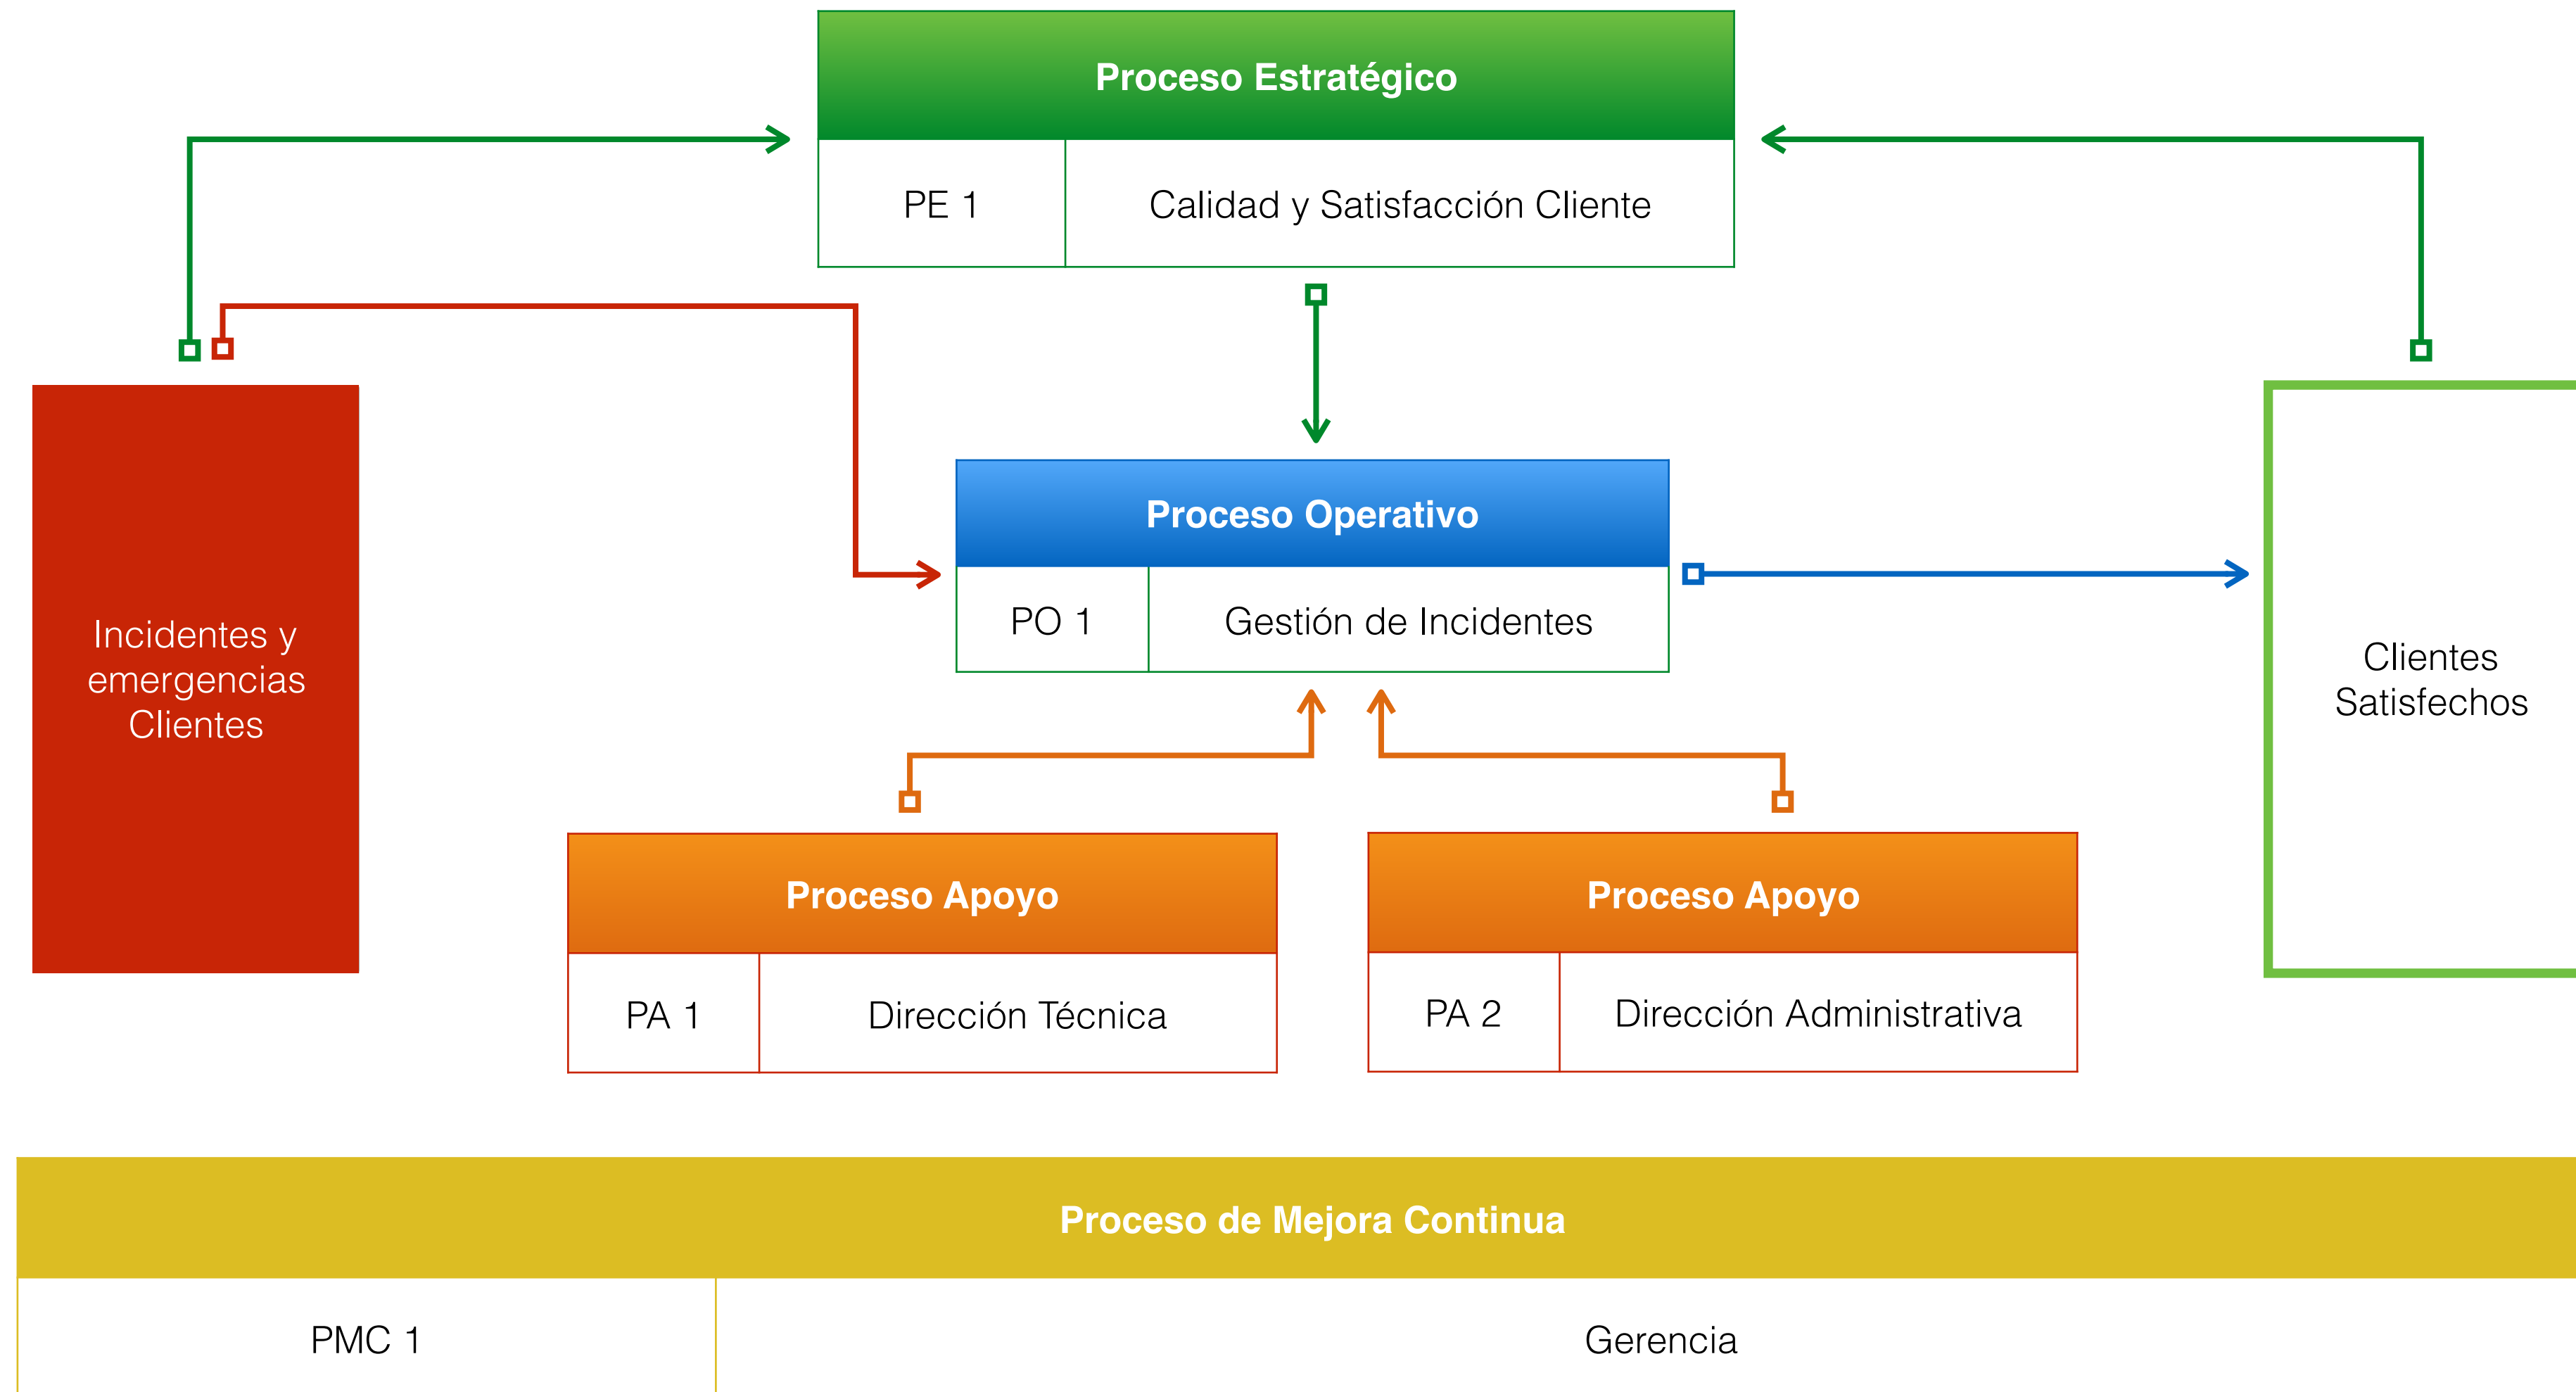 Proceso Estratégico
PE 1 Calidad y Satisfacción Cliente
Proceso Operativo
PO 1 Gestión de Incidentes
Incidentes y
emergencias
Clientes
Clientes
Satisfechos
Proceso Apoyo
PA 1 Dirección Técnica
Proceso Apoyo
PA 2 Dirección Administrativa
Proceso de Mejora Continua
PMC 1 Gerencia